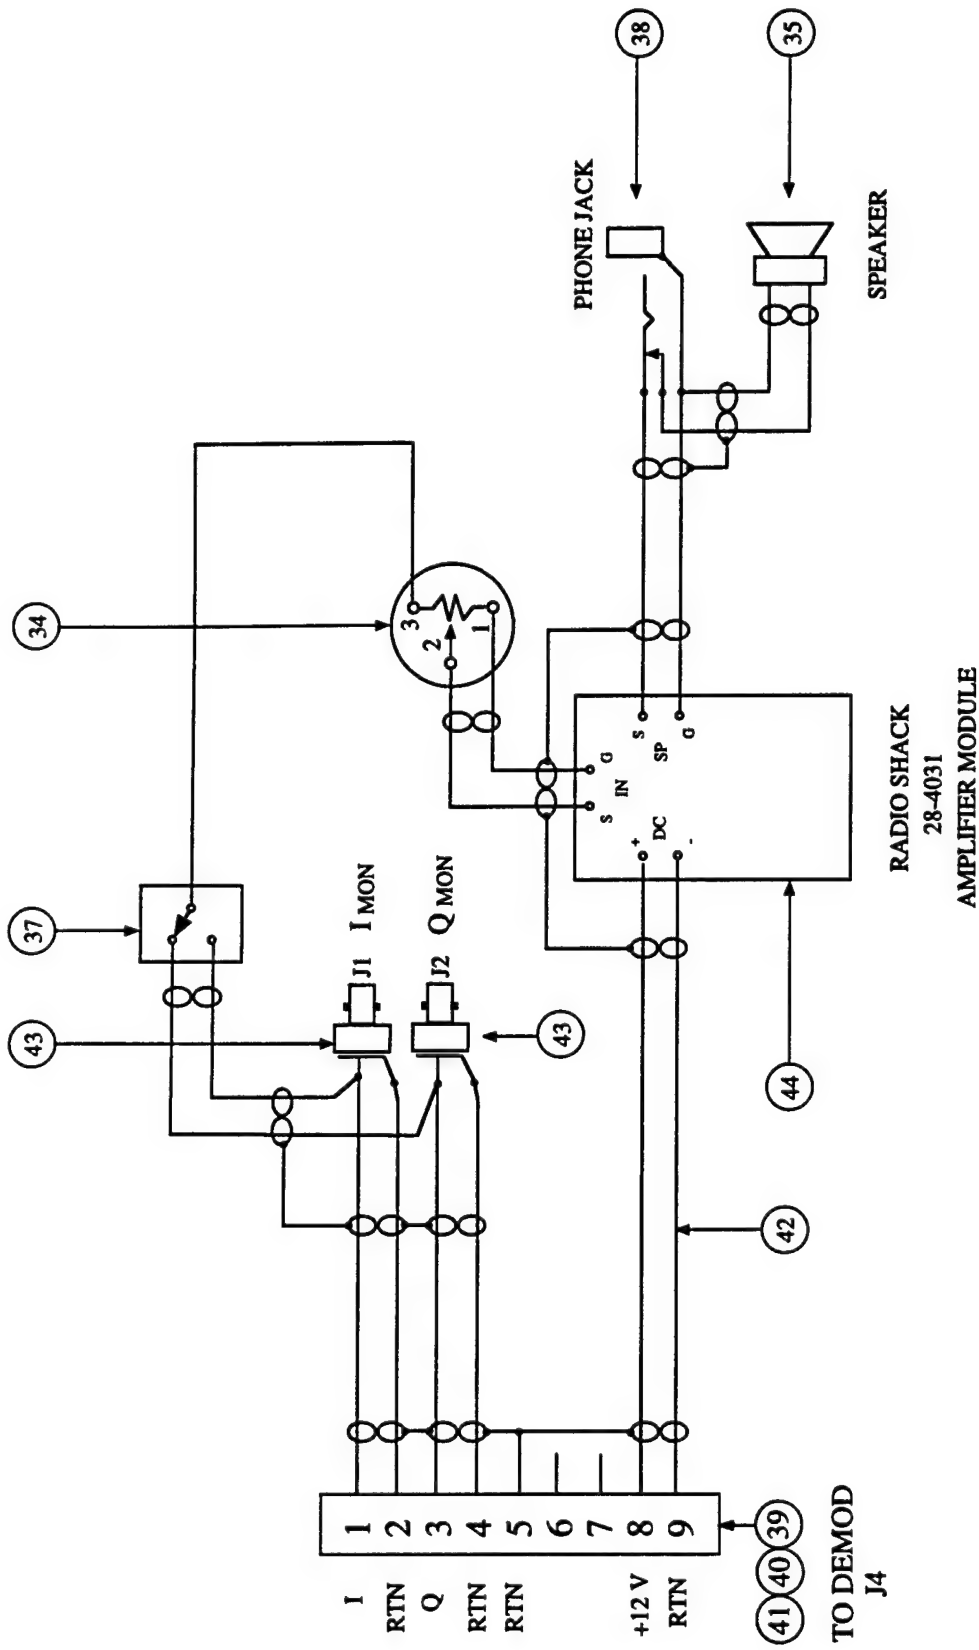 34
37
43
J1 I MON
J2 Q MON
43
3
2
1
PHONE JACK
38
35
SPEAKER
I 1
RTN 2
Q 3
RTN 4
RTN 5
6
7
+12 V 8
RTN 9
41 40 39
TO DEMOD
J4
42
44
S IN G
+ DC -
S SP G
RADIO SHACK
28-4031
AMPLIFIER MODULE